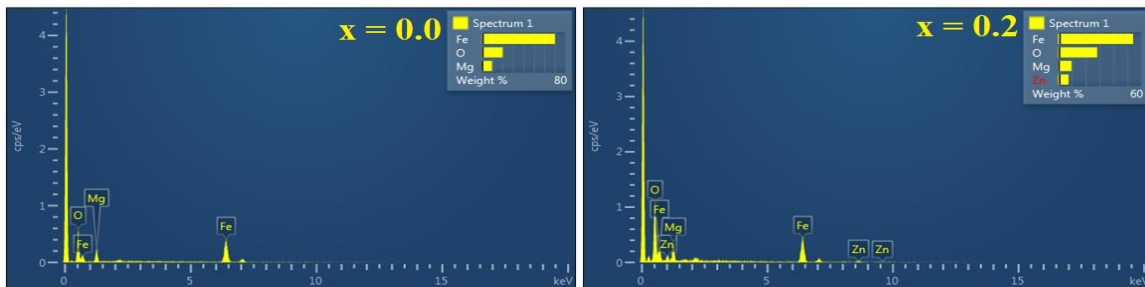 x = 0.0
Spectrum 1
Fe
O
Mg
Weight % 80
cps/eV
4
3
2
1
0
Mg
O
Fe
Fe
0 5 10 15 keV
x = 0.2
Spectrum 1
Fe
O
Mg
Zn
Weight % 60
cps/eV
4
3
2
1
0
O
Fe
Mg
Zn
Fe
Zn Zn
0 5 10 15 keV